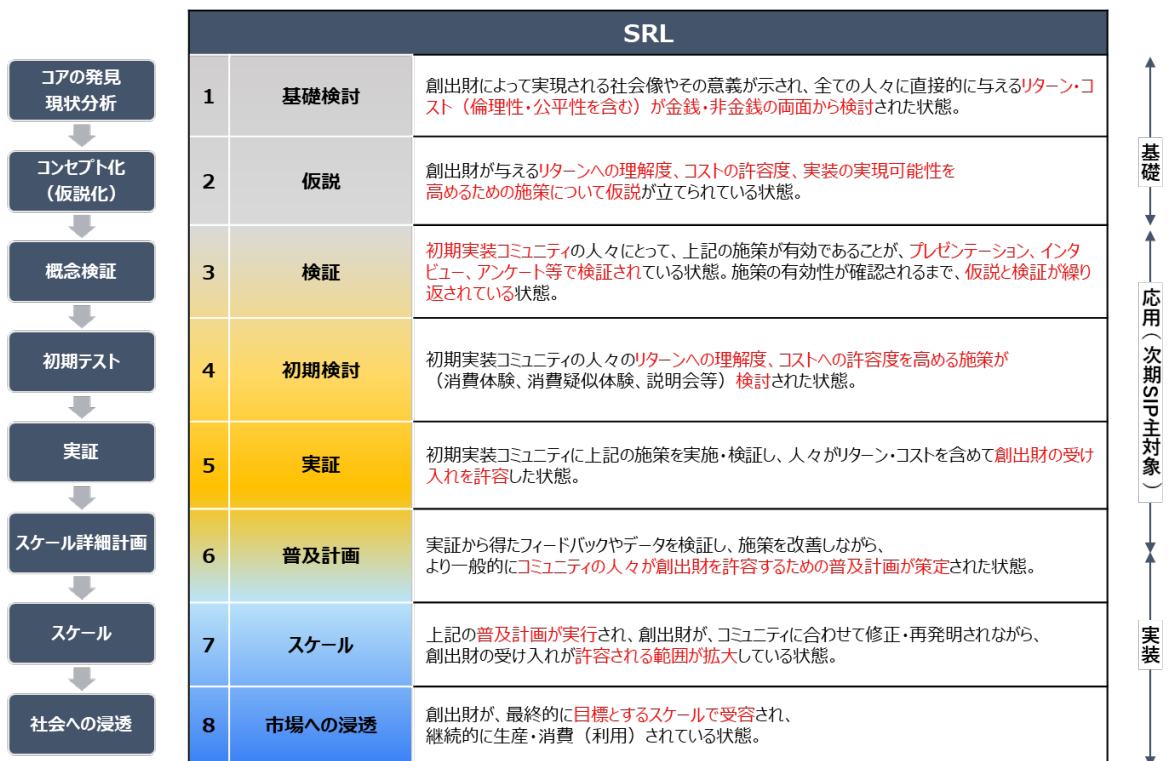 SRL
コアの発見
現状分析
1
基礎検討
創出財によって実現される社会像やその意義が示され、全ての人々に直接的に与えるリターン・コ
スト（倫理性・公平性を含む）が金銭・非金銭の両面から検討された状態。
コンセプト化
（仮説化）
2
仮説
創出財が与えるリターンへの理解度、コストの許容度、実装の実現可能性を
高めるための施策について仮説が立てられている状態。
基礎
概念検証
3
検証
初期実装コミュニティの人々にとって、上記の施策が有効であることが、プレゼンテーション、インタ
ビュー、アンケート等で検証されている状態。施策の有効性が確認されるまで、仮説と検証が繰り
返されている状態。
初期テスト
4
初期検討
初期実装コミュニティの人々のリターンへの理解度、コストへの許容度を高める施策が
（消費体験、消費疑似体験、説明会等）検討された状態。
実証
5
実証
初期実装コミュニティに上記の施策を実施・検証し、人々がリターン・コストを含めて創出財の受け
入れを許容した状態。
応用（次期SIP主対象）
スケール詳細計画
6
普及計画
実証から得たフィードバックやデータを検証し、施策を改善しながら、
より一般的にコミュニティの人々が創出財を許容するための普及計画が策定された状態。
スケール
7
スケール
上記の普及計画が実行され、創出財が、コミュニティに合わせて修正・再発明されながら、
創出財の受け入れが許容される範囲が拡大している状態。
社会への浸透
8
市場への浸透
創出財が、最終的に目標とするスケールで受容され、
継続的に生産・消費（利用）されている状態。
実装